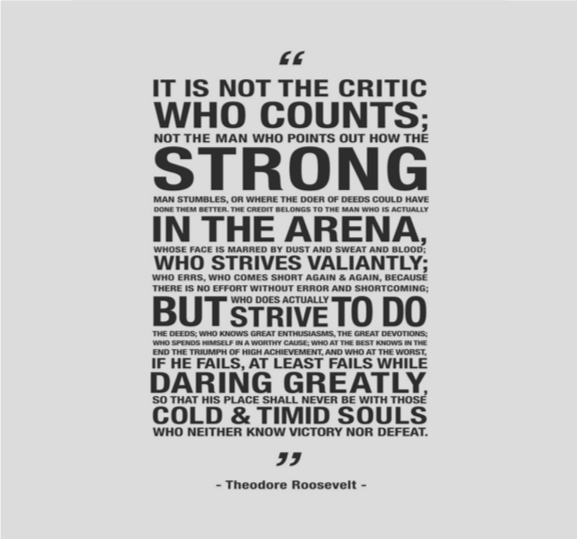 “
IT IS NOT THE CRITIC
WHO COUNTS;
NOT THE MAN WHO POINTS OUT HOW THE
STRONG
MAN STUMBLES, OR WHERE THE DOER OF DEEDS COULD HAVE
DONE THEM BETTER. THE CREDIT BELONGS TO THE MAN WHO IS ACTUALLY
IN THE ARENA,
WHOSE FACE IS MARRED BY DUST AND SWEAT AND BLOOD;
WHO STRIVES VALIANTLY;
WHO ERRS, WHO COMES SHORT AGAIN & AGAIN, BECAUSE
THERE IS NO EFFORT WITHOUT ERROR AND SHORTCOMING;
BUT WHO DOES ACTUALLY STRIVE TO DO
THE DEEDS; WHO KNOWS GREAT ENTHUSIASMS, THE GREAT DEVOTIONS;
WHO SPENDS HIMSELF IN A WORTHY CAUSE; WHO AT THE BEST KNOWS IN THE
END THE TRIUMPH OF HIGH ACHIEVEMENT, AND WHO AT THE WORST,
IF HE FAILS, AT LEAST FAILS WHILE
DARING GREATLY,
SO THAT HIS PLACE SHALL NEVER BE WITH THOSE
COLD & TIMID SOULS
WHO NEITHER KNOW VICTORY NOR DEFEAT.
”
- Theodore Roosevelt -